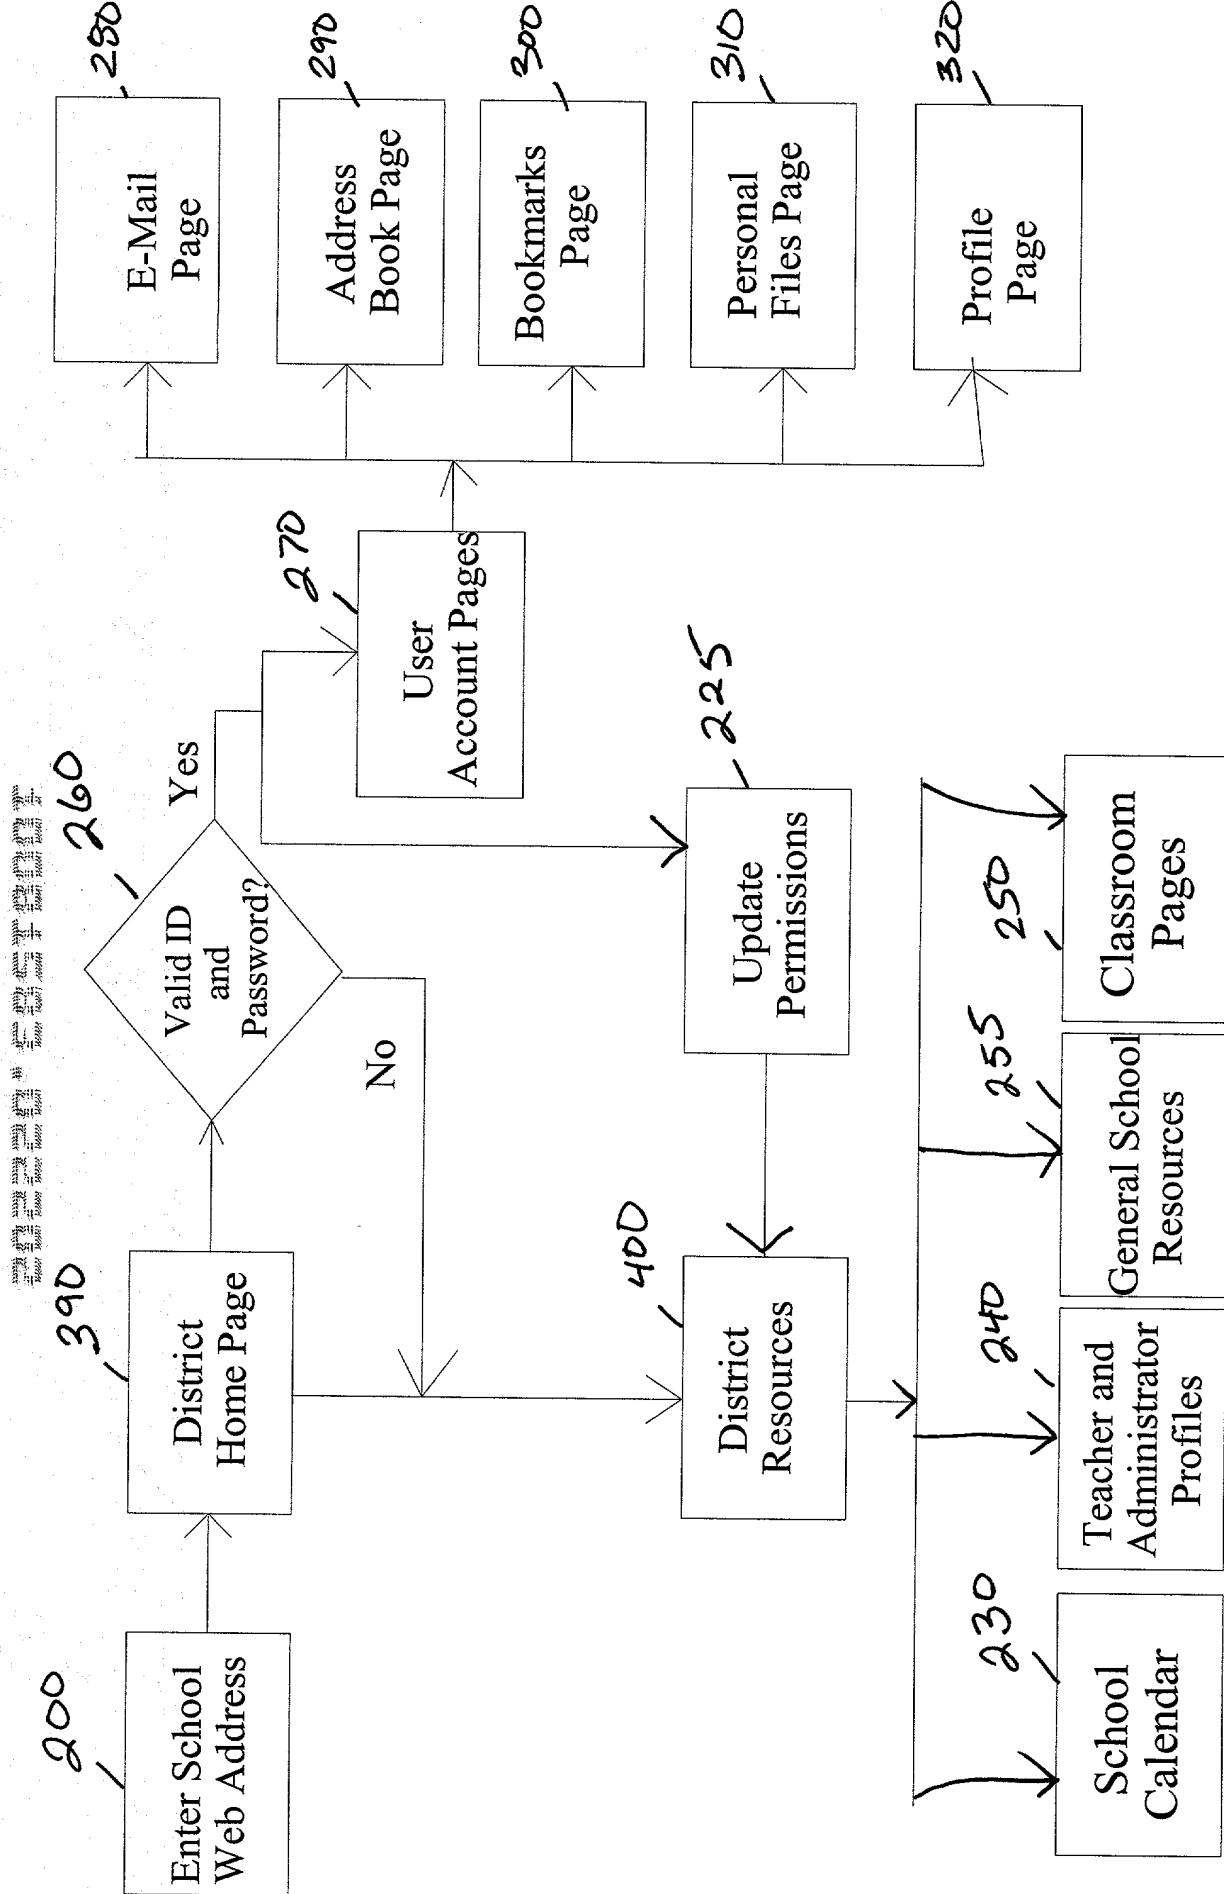 200
Enter School
Web Address
390
District
Home Page
260
Valid ID
and
Password?
Yes
No
270
User
Account Pages
280
E-Mail
Page
290
Address
Book Page
300
Bookmarks
Page
310
Personal
Files Page
320
Profile
Page
225
Update
Permissions
400
District
Resources
230
School
Calendar
240
Teacher and
Administrator
Profiles
255
General School
Resources
250
Classroom
Pages